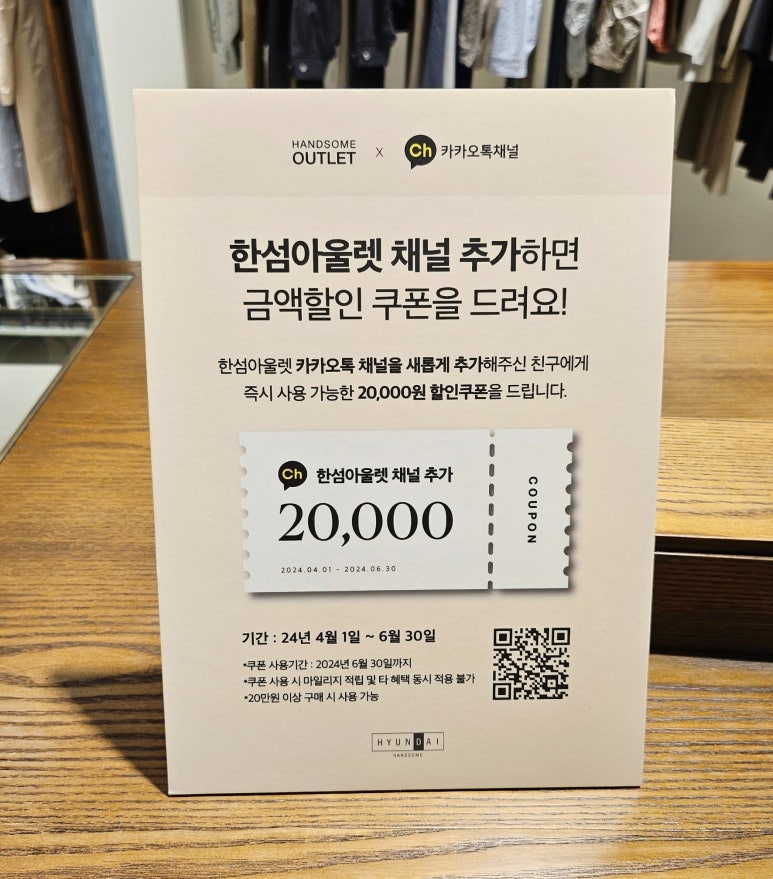 HANDSOME
OUTLET X Ch 카카오톡채널
한섬아울렛 채널 추가하면
금액할인 쿠폰을 드려요!
한섬아울렛 카카오톡 채널을 새롭게 추가해주신 친구에게
즉시 사용 가능한 20,000원 할인쿠폰을 드립니다.
Ch 한섬아울렛 채널 추가
20,000
2024.04.01 - 2024.06.30
COUPON
기간 : 24년 4월 1일 ~ 6월 30일
•쿠폰 사용기간 : 2024년 6월 30일까지
•쿠폰 사용 시 마일리지 적립 및 타 혜택 동시 적용 불가
•20만원 이상 구매 시 사용 가능
HYUNDAI
HANDSOME